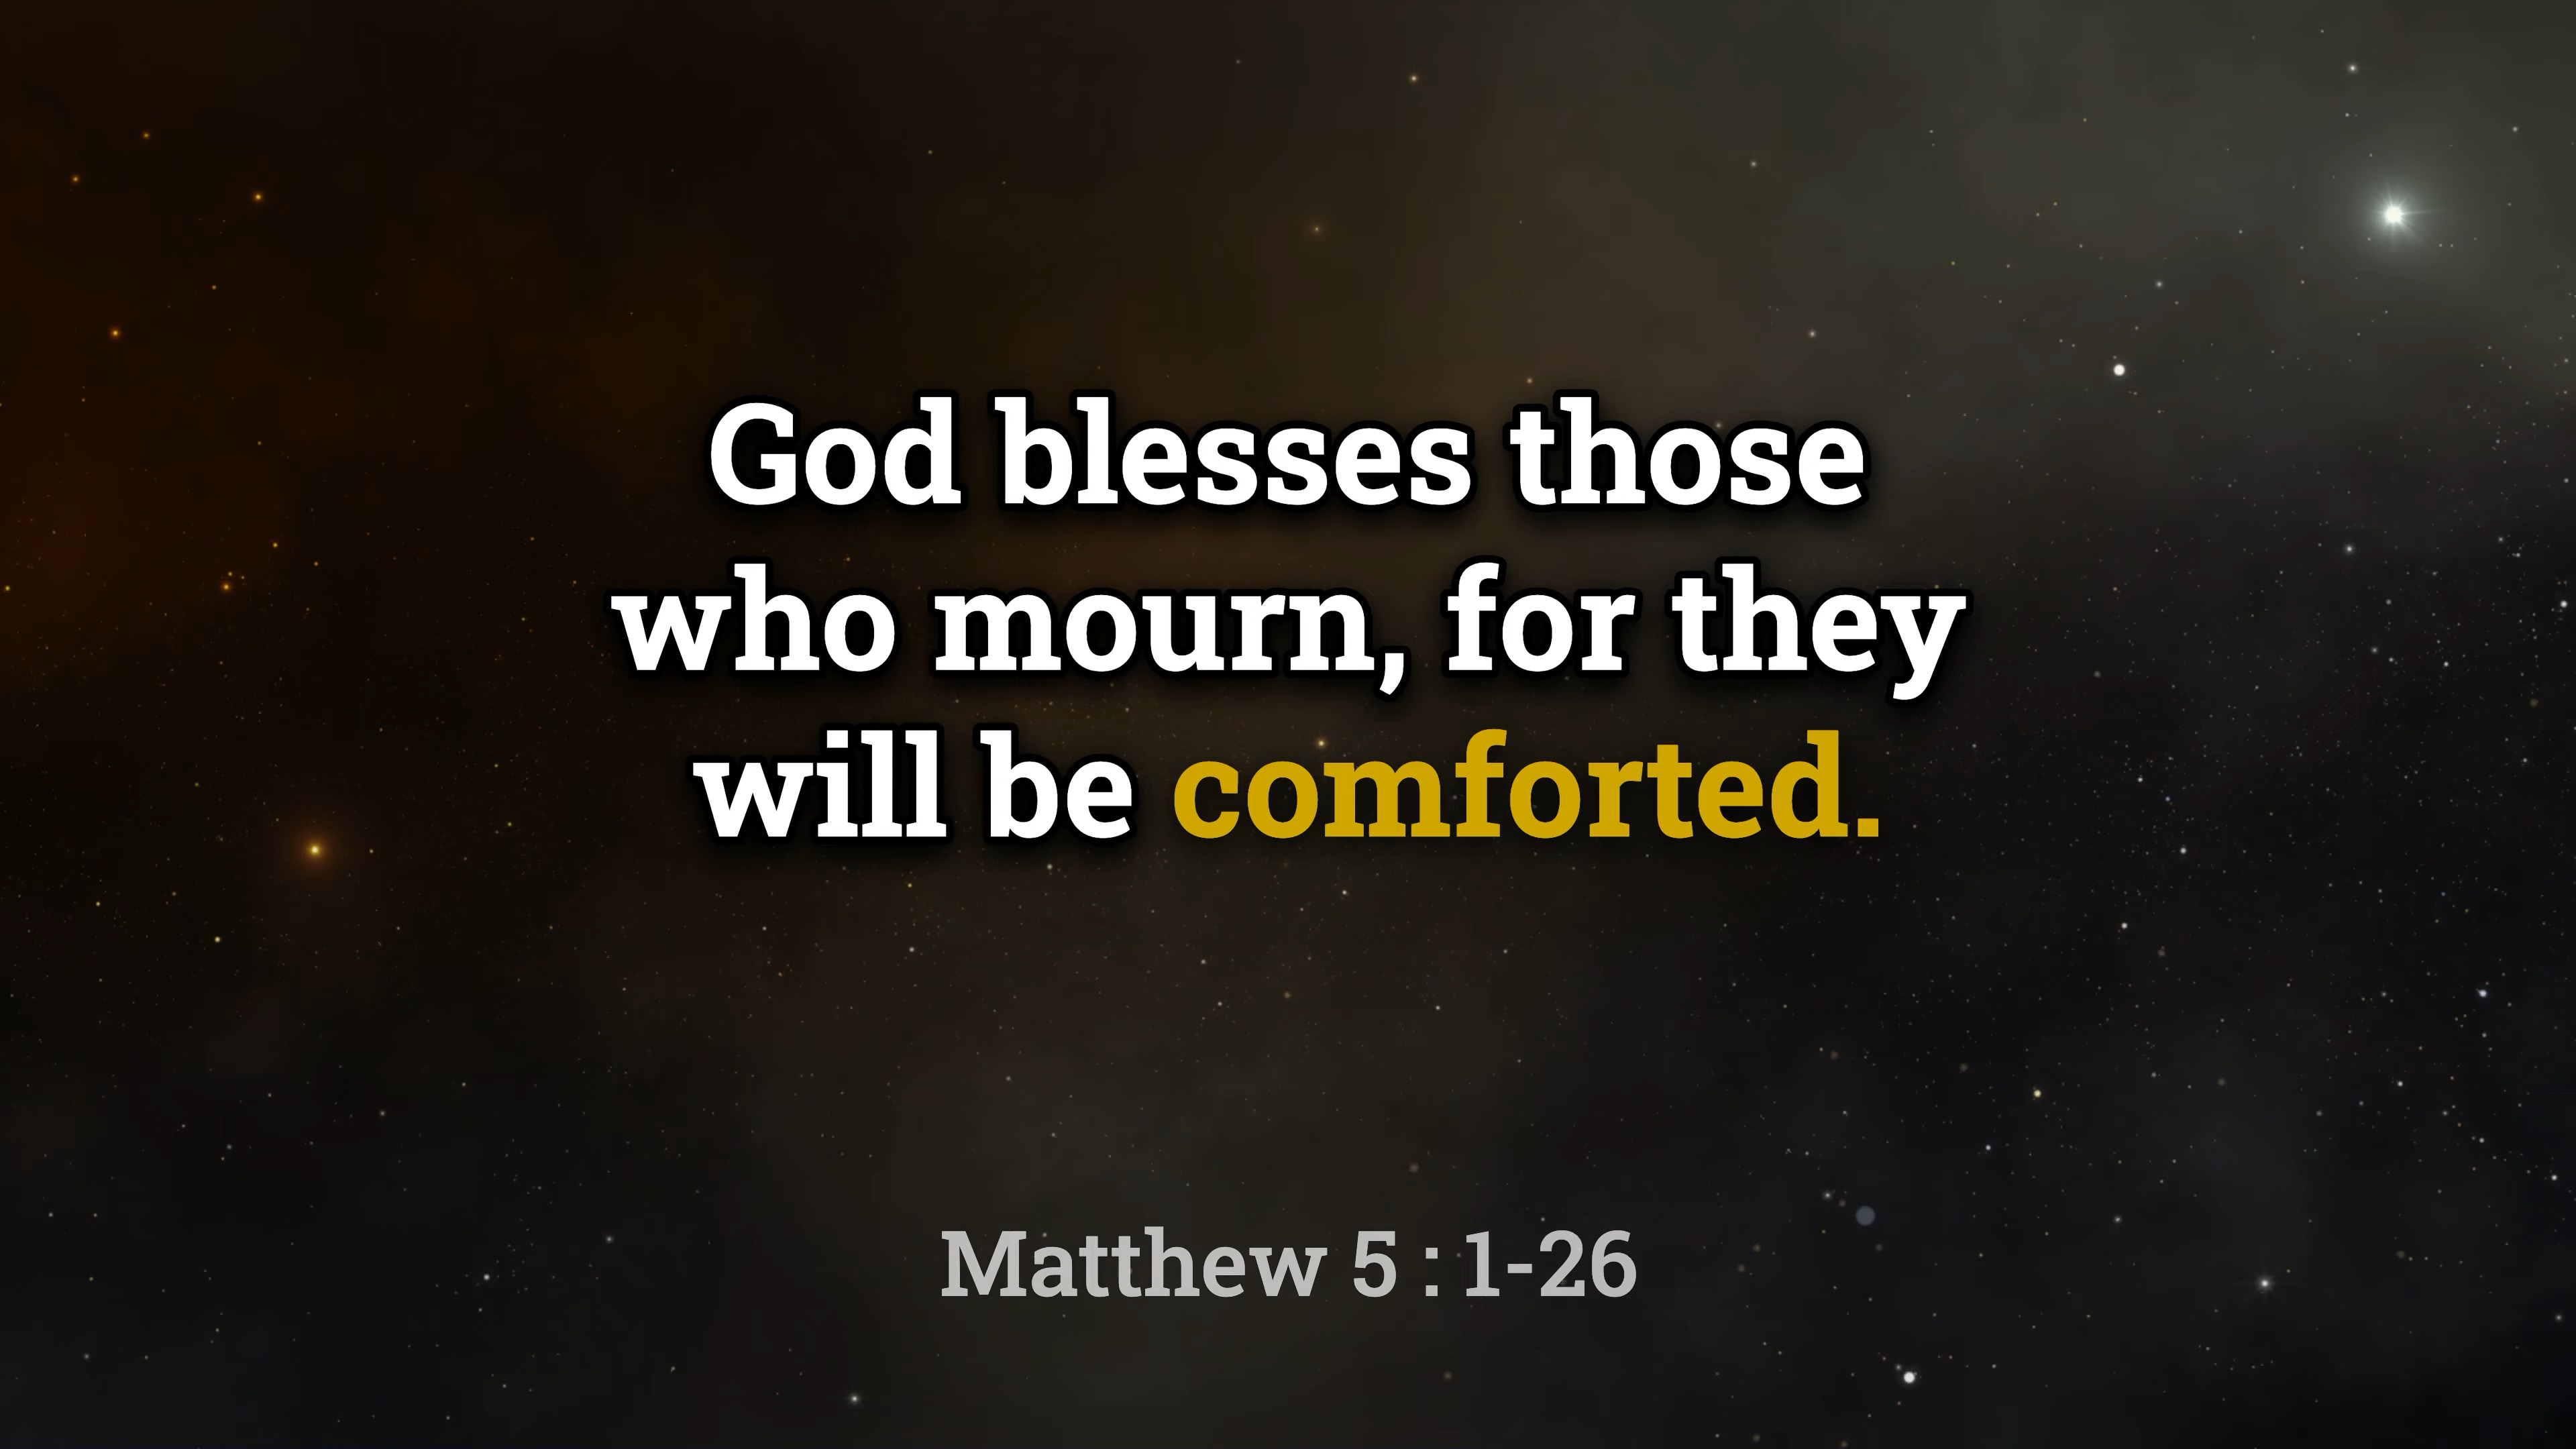 God blesses those
who mourn, for they
will be comforted.
Matthew 5 : 1-26